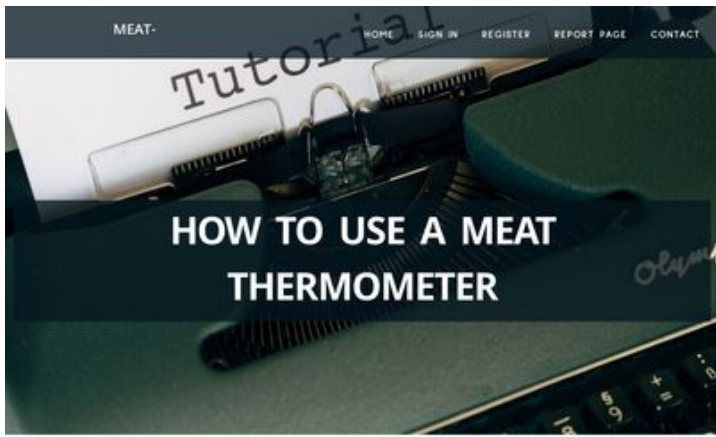 MEAT-
HOME SIGN IN REGISTER REPORT PAGE CONTACT
Tutorial
HOW TO USE A MEAT
THERMOMETER